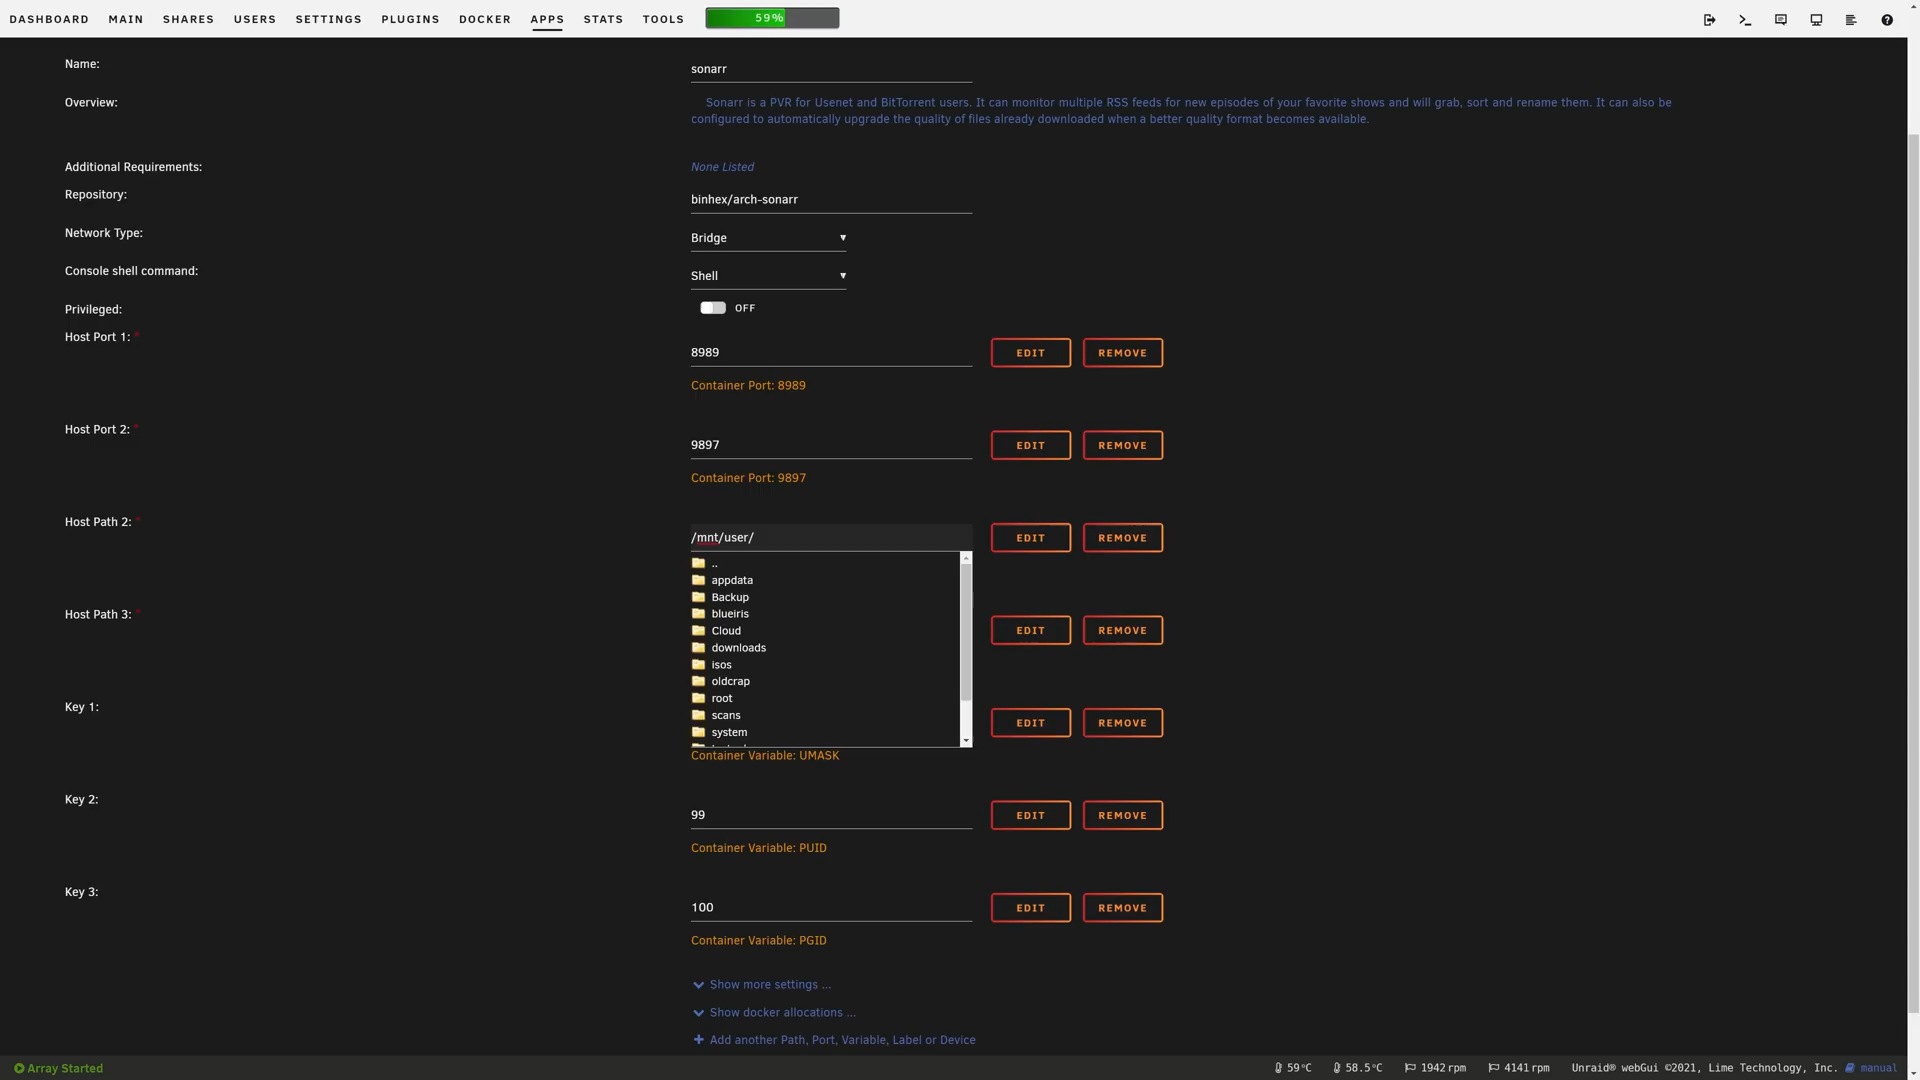 DASHBOARD MAIN SHARES USERS SETTINGS PLUGINS DOCKER APPS STATS TOOLS 59%
Name: sonarr
Overview: Sonarr is a PVR for Usenet and BitTorrent users. It can monitor multiple RSS feeds for new episodes of your favorite shows and will grab, sort and rename them. It can also be
configured to automatically upgrade the quality of files already downloaded when a better quality format becomes available.
Additional Requirements: None Listed
Repository: binhex/arch-sonarr
Network Type: Bridge
Console shell command: Shell
Privileged: OFF
Host Port 1: *
8989 EDIT REMOVE
Container Port: 8989
Host Port 2: *
9897 EDIT REMOVE
Container Port: 9897
Host Path 2: *
/mnt/user/ EDIT REMOVE
..
appdata
Backup
blueiris
Host Path 3: *
Cloud EDIT REMOVE
downloads
isos
oldcrap
root
Key 1:
scans EDIT REMOVE
system
Container Variable: UMASK
Key 2:
99 EDIT REMOVE
Container Variable: PUID
Key 3:
100 EDIT REMOVE
Container Variable: PGID
Show more settings ...
Show docker allocations ...
Add another Path, Port, Variable, Label or Device
Array Started 59°C 58.5°C 1942 rpm 4141 rpm Unraid® webGui ©2021, Lime Technology, Inc. manual